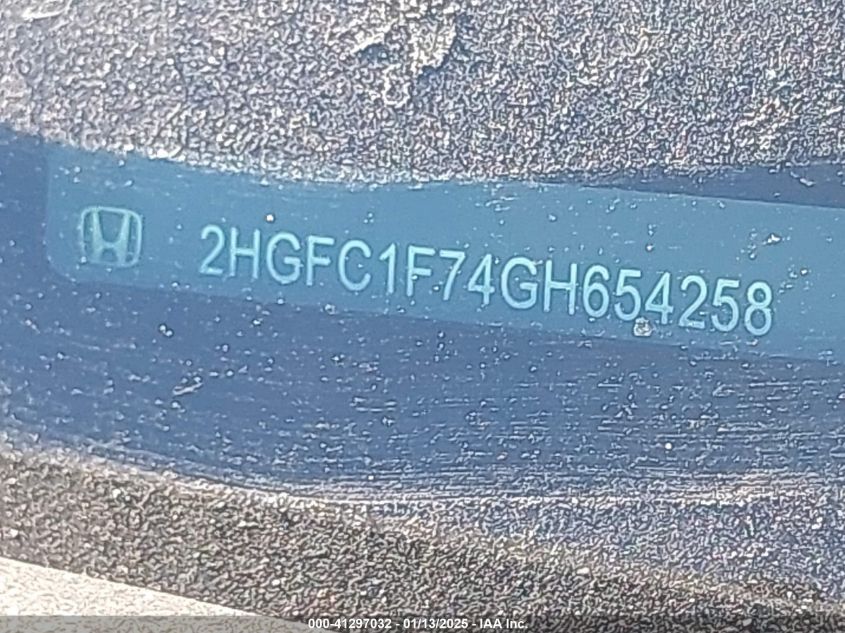 2HGFC1F74GH654258
000-41297032 — 01/13/2025 — IAA Inc.